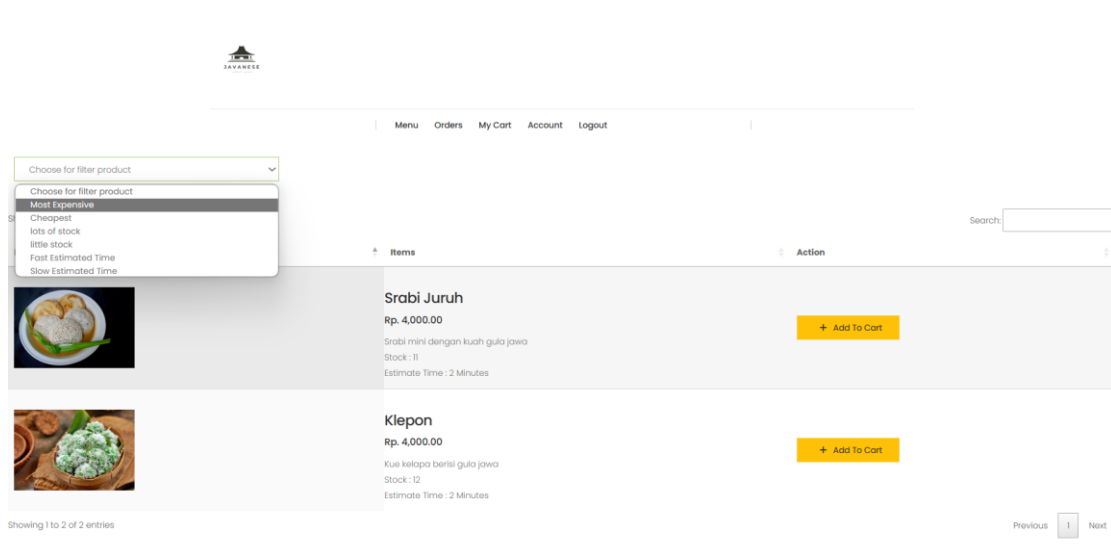 JAVANESE
Menu Orders My Cart Account Logout
Choose for filter product
Choose for filter product
Most Expensive
Cheapest
lots of stock
little stock
Fast Estimated Time
Slow Estimated Time
Search:
Items Action
Srabi Juruh
Rp. 4,000.00
Srabi mini dengan kuah gula jawa
Stock : 11
Estimate Time : 2 Minutes
+ Add To Cart
Klepon
Rp. 4,000.00
Kue kelapa berisi gula jawa
Stock : 12
Estimate Time : 2 Minutes
+ Add To Cart
Showing 1 to 2 of 2 entries
Previous 1 Next